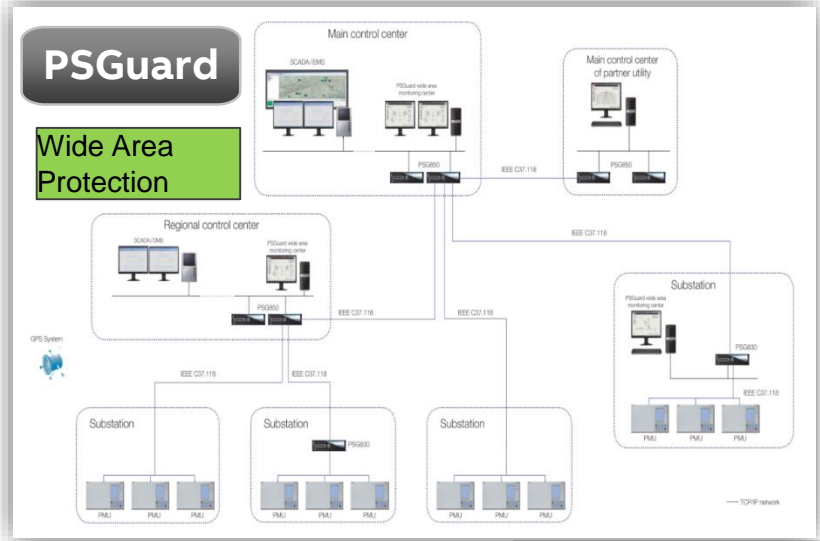 PSGuard
Wide Area
Protection
Main control center
SCADA/EMS
PSGuard wide area
monitoring center
PSG850
IEEE C37.118
Main control center
of partner utility
PSG850
IEEE C37.118
Regional control center
SCADA/EMS
PSGuard wide area
monitoring center
PSG850
IEEE C37.118
IEEE C37.118
Substation
PSGuard wide area
monitoring center
PSG830
IEEE C37.118
PMU
PMU
PMU
GPS System
IEEE C37.118
IEEE C37.118
Substation
PMU
PMU
PMU
Substation
PSG830
PMU
PMU
PMU
Substation
PMU
PMU
PMU
TCP/IP network